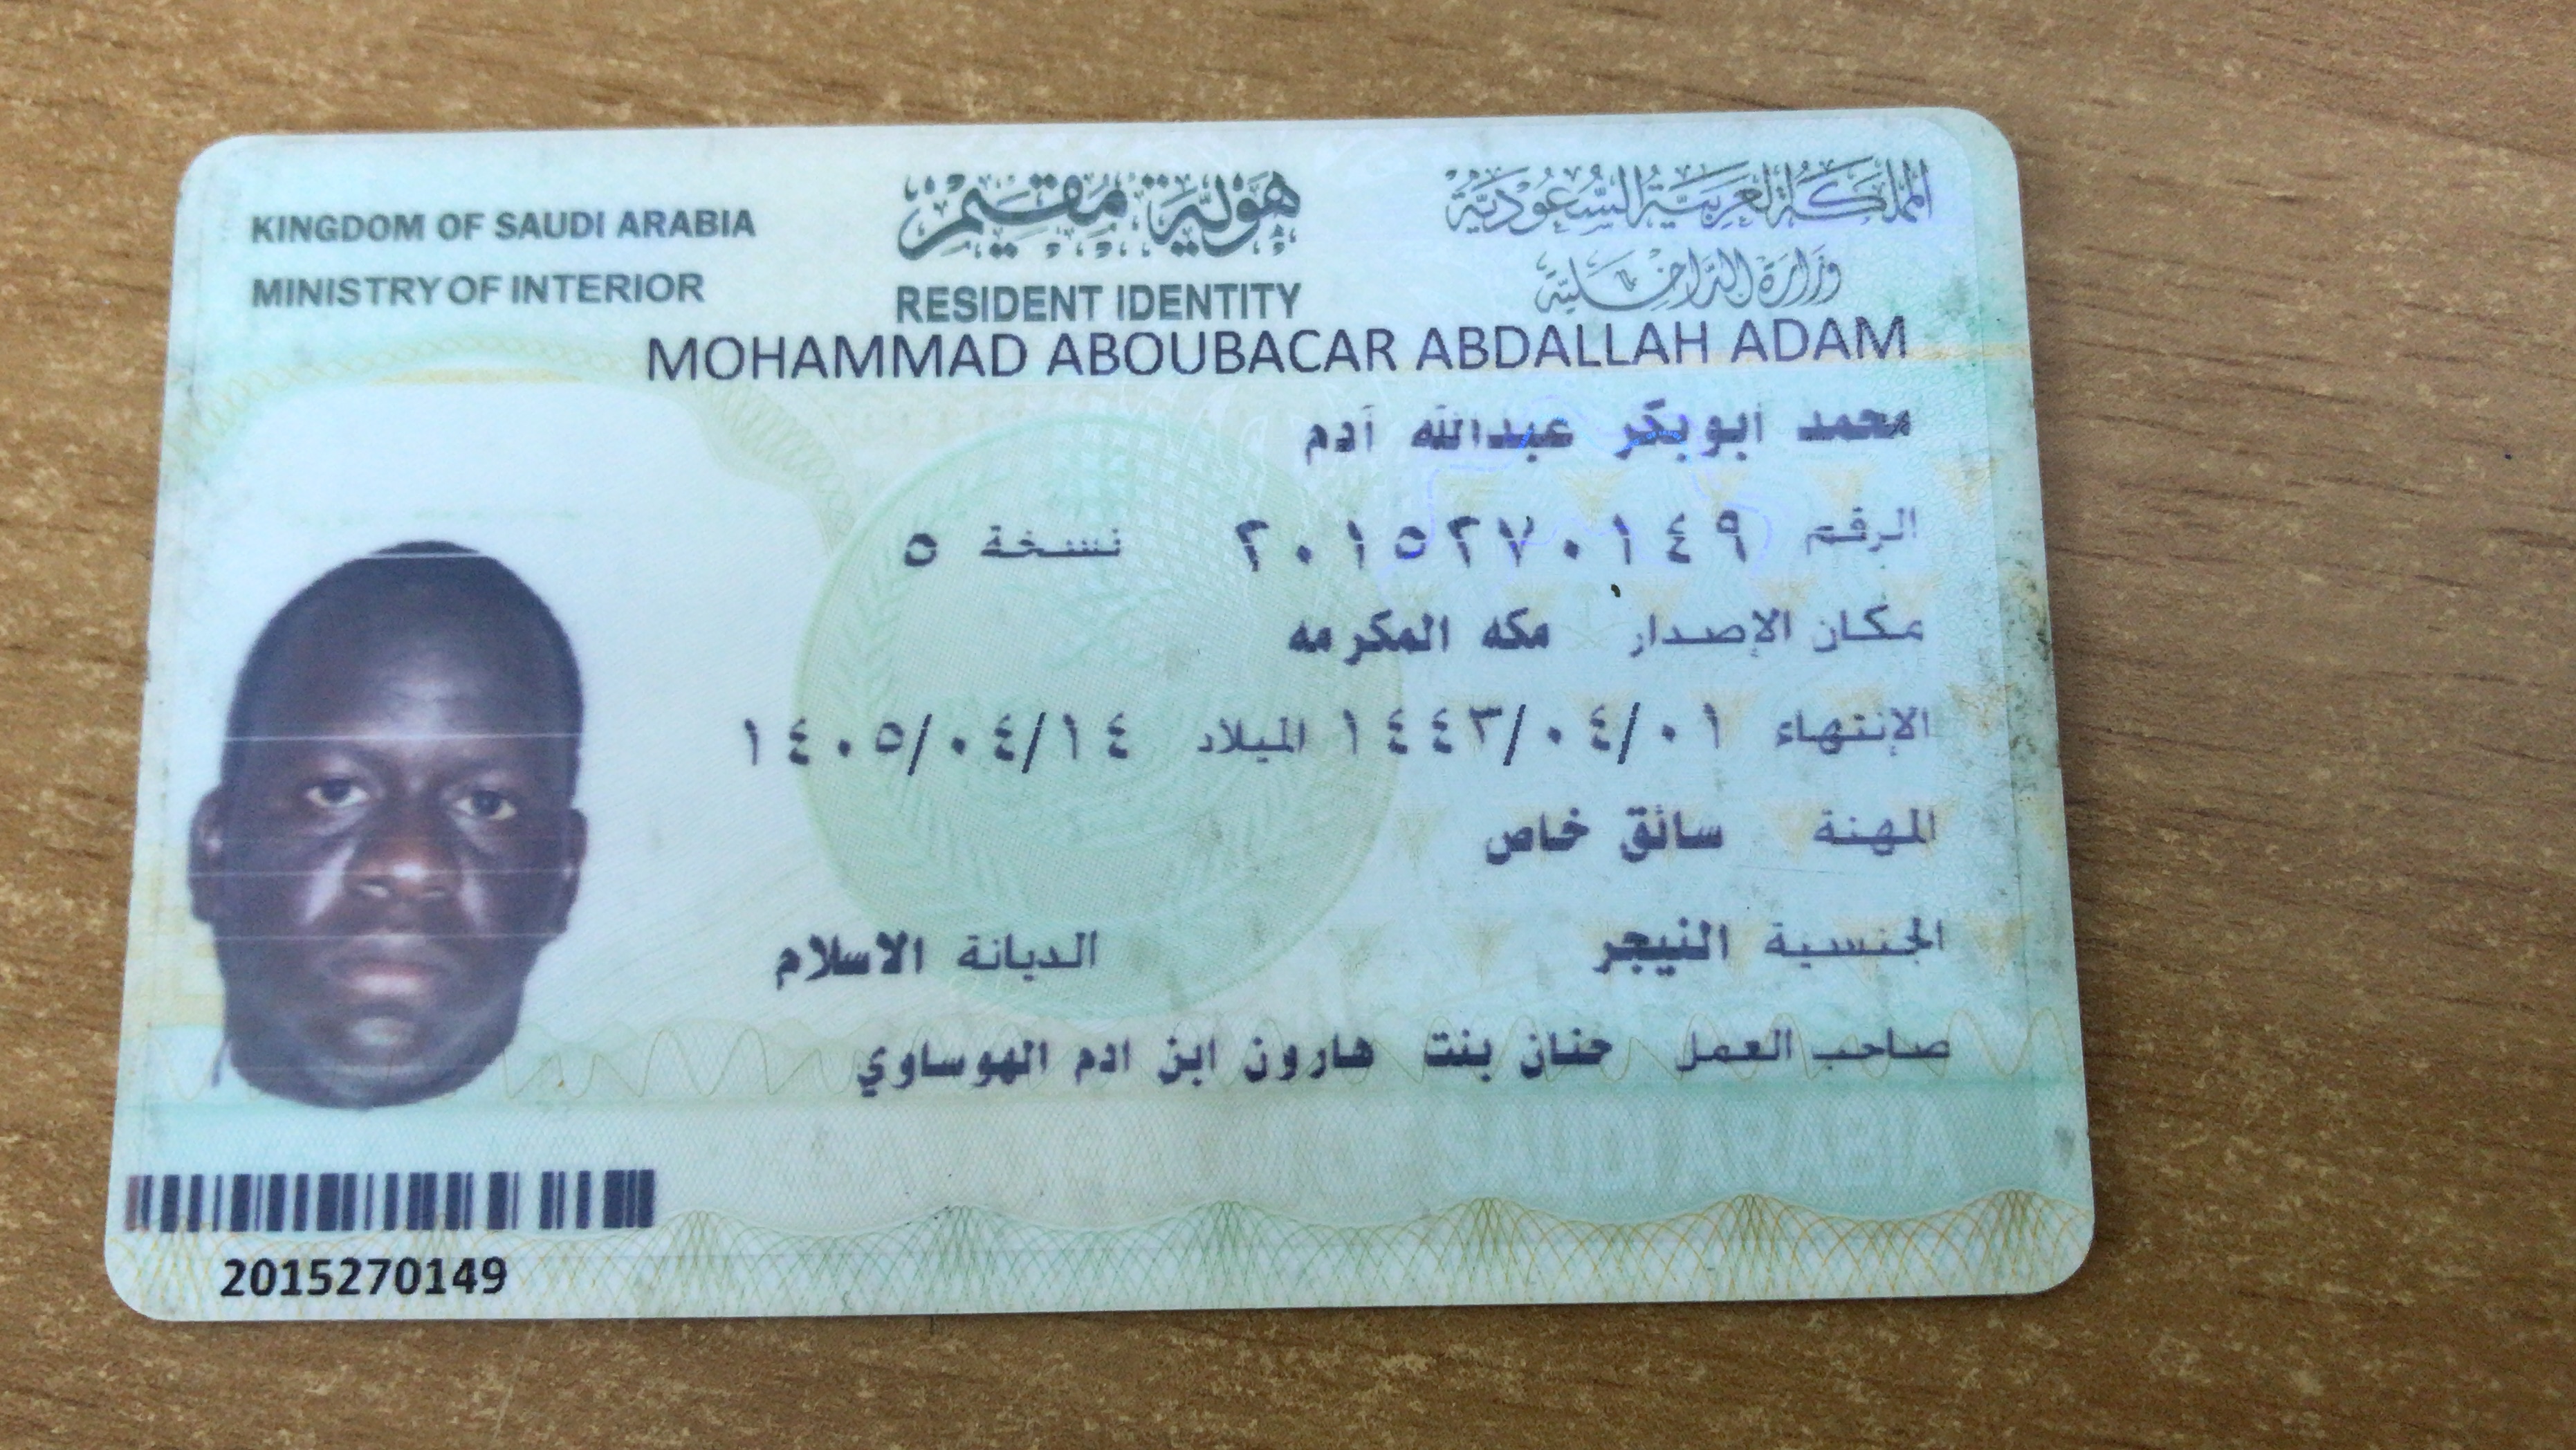 KINGDOM OF SAUDI ARABIA هوية مقيم المملكة العربية السعودية
MINISTRY OF INTERIOR RESIDENT IDENTITY وزارة الداخلية
MOHAMMAD ABOUBACAR ABDALLAH ADAM
محمد ابوبكر عبدالله آدم
الرقم ٢٠١٥٢٧٠١٤٩ نسخة ٥
مكان الإصدار مكه المكرمه
الإنتهاء ١٤٤٣/٠٤/٠١ الميلاد ١٤٠٥/٠٤/١٤
المهنة سائق خاص
الجنسية النيجر الديانة الاسلام
صاحب العمل حنان بنت هارون ابن ادم الهوساوي
SAUDI ARABIA
2015270149